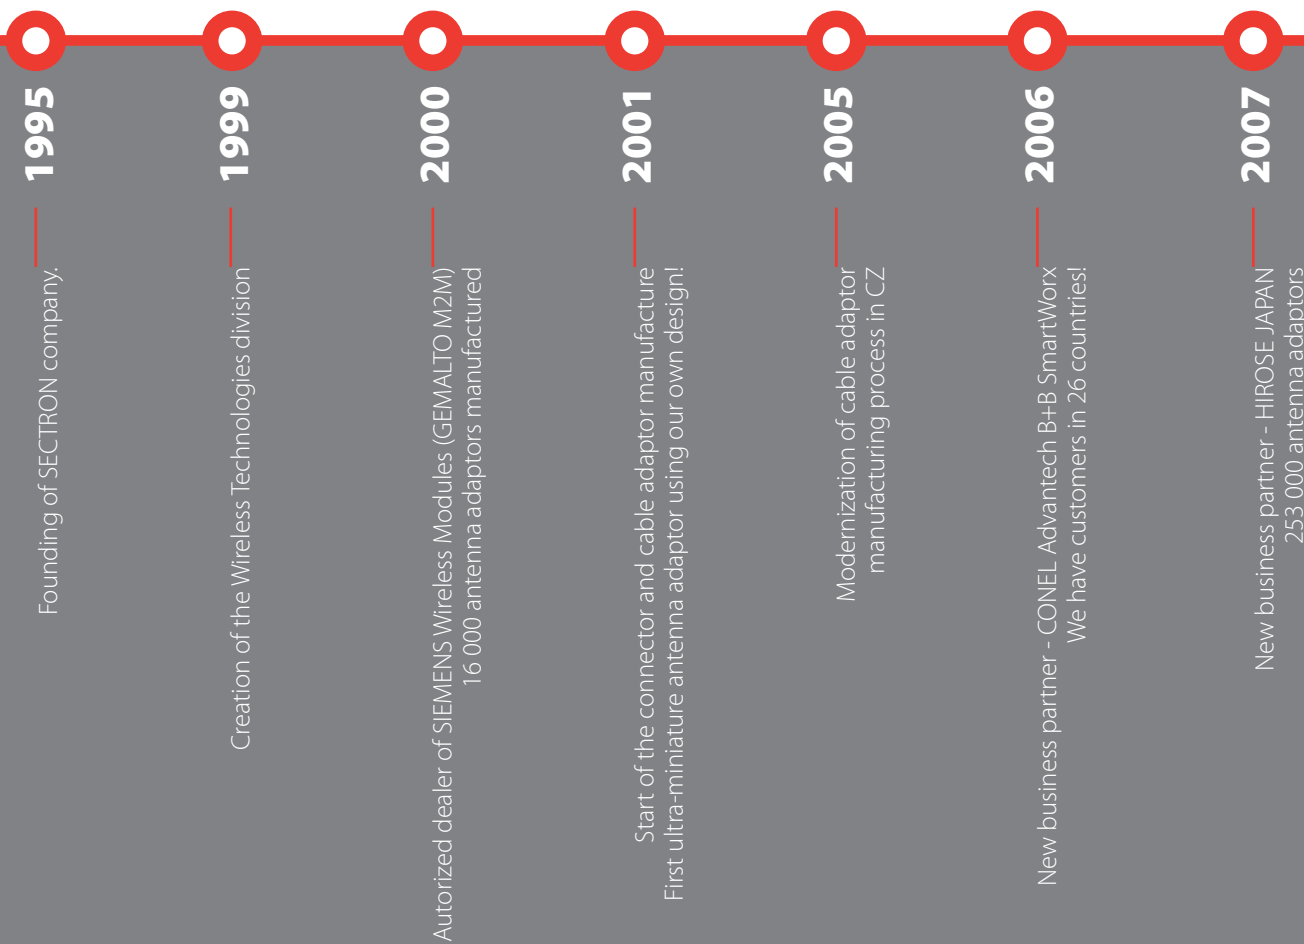 1995
Founding of SECTRON company.
1999
Creation of the Wireless Technologies division
2000
Autorized dealer of SIEMENS Wireless Modules (GEMALTO M2M)
16 000 antenna adaptors manufactured
2001
Start of the connector and cable adaptor manufacture
First ultra-miniature antenna adaptor using our own design!
2005
Modernization of cable adaptor
manufacturing process in CZ
2006
New business partner - CONEL Advantech B+B SmartWorx
We have customers in 26 countries!
2007
New business partner - HIROSE JAPAN
253 000 antenna adaptors